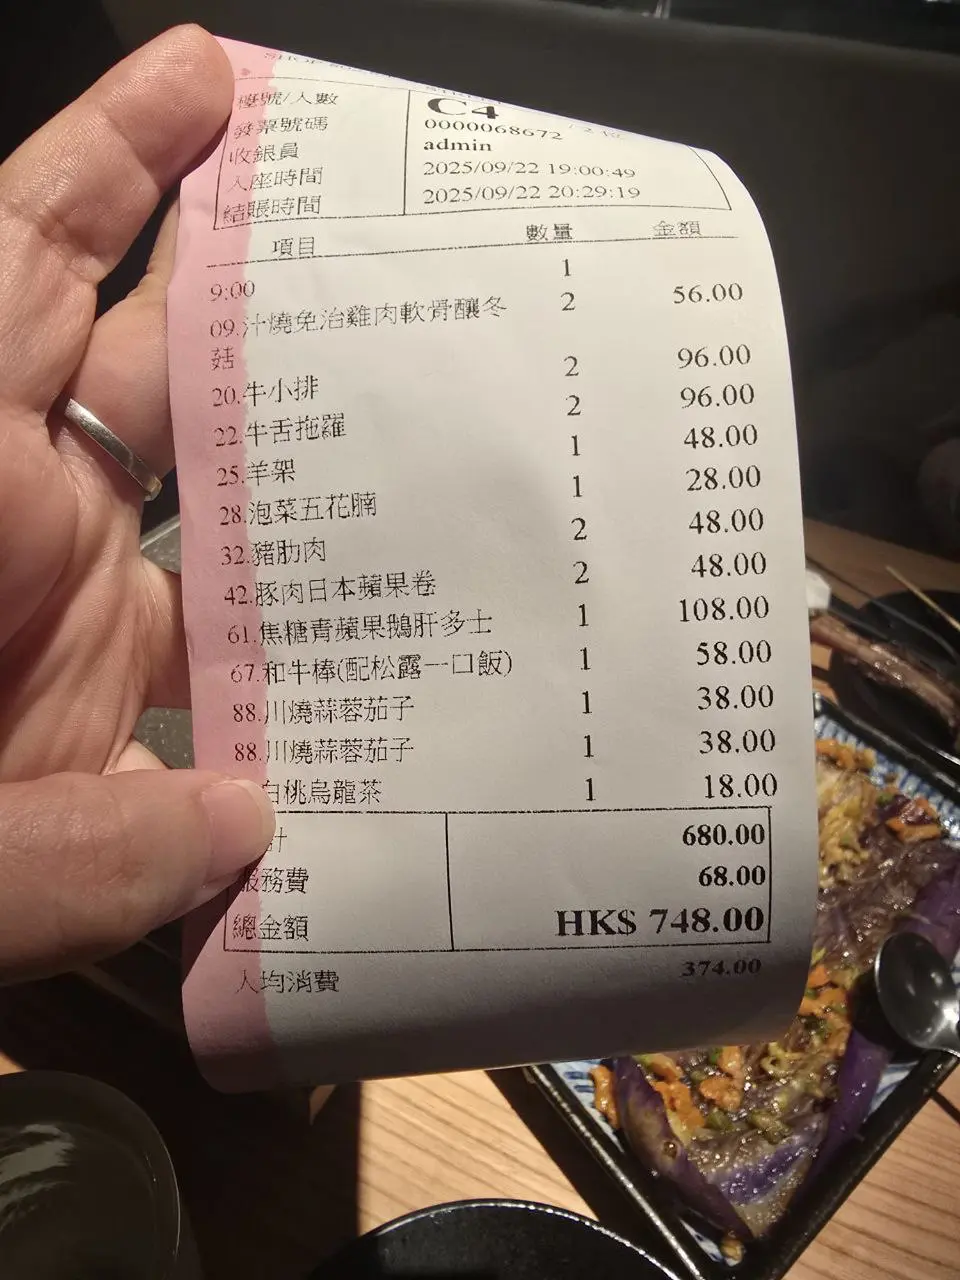 SHOP
檯號/人數 C4 / 2 位
發票號碼 0000068672
收銀員 admin
入座時間 2025/09/22 19:00:49
結賬時間 2025/09/22 20:29:19
項目 數量 金額
9:00 1
09.汁燒免治雞肉軟骨釀冬 2 56.00
菇
20.牛小排 2 96.00
22.牛舌拖羅 2 96.00
25.羊架 1 48.00
28.泡菜五花腩 1 28.00
32.豬肋肉 2 48.00
42.豚肉日本蘋果卷 2 48.00
61.焦糖青蘋果鵝肝多士 1 108.00
67.和牛棒(配松露一口飯) 1 58.00
88.川燒蒜蓉茄子 1 38.00
88.川燒蒜蓉茄子 1 38.00
白桃烏龍茶 1 18.00
計 680.00
服務費 68.00
總金額 HK$ 748.00
人均消費 374.00